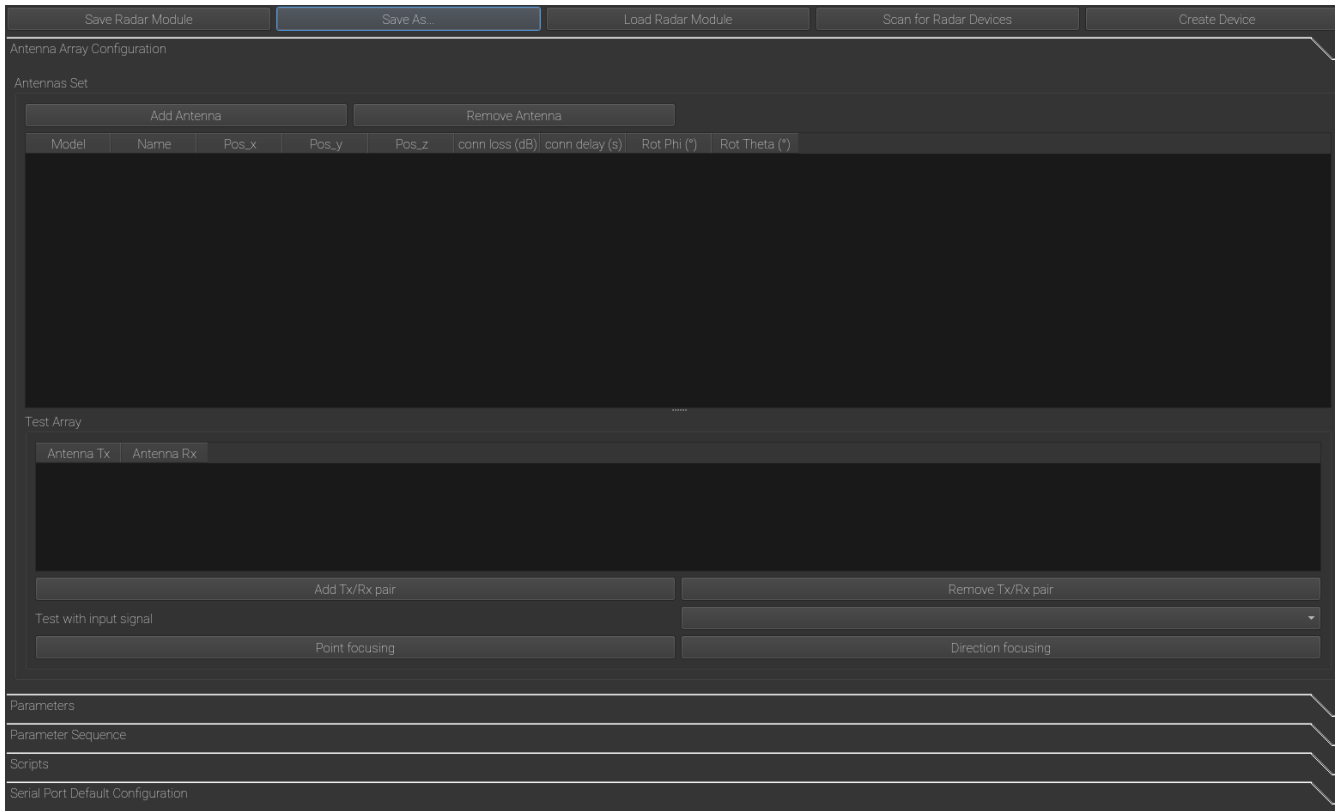 Save Radar Module Save As... Load Radar Module Scan for Radar Devices Create Device
Antenna Array Configuration
Antennas Set
Add Antenna Remove Antenna
Model Name Pos_x Pos_y Pos_z conn loss (dB) conn delay (s) Rot Phi (°) Rot Theta (°)
Test Array
Antenna Tx Antenna Rx
Add Tx/Rx pair Remove Tx/Rx pair
Test with input signal
Point focusing Direction focusing
Parameters
Parameter Sequence
Scripts
Serial Port Default Configuration